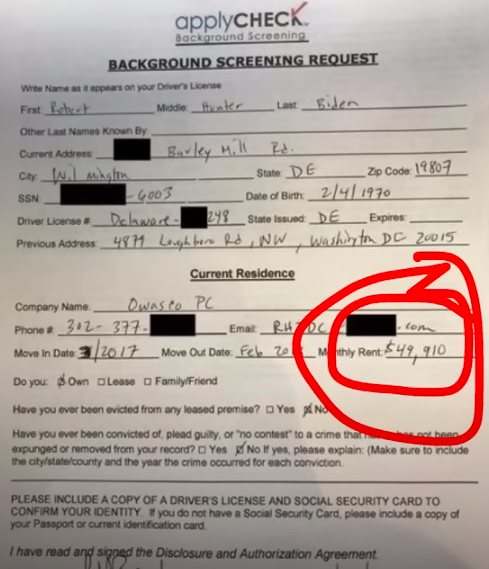 applyCHECK
Background Screening
BACKGROUND SCREENING REQUEST
Write Name as it appears on your Driver's License
First: Robert Middle: Hunter Last: Biden
Other Last Names Known By:
Current Address: Barley Mill Rd.
City: Wilmington State: DE Zip Code: 19807
SSN: -6003 Date of Birth: 2/4/1970
Driver License #: Delaware - 248 State Issued: DE Expires:
Previous Address: 4879 Loughboro Rd, NW, Washington DC 20015
Current Residence
Company Name: Owasco PC
Phone #: 302-377- Email: .com
Move In Date: /2017 Move Out Date: Feb Monthly Rent: $49,910
Do you: Own Lease Family/Friend
Have you ever been evicted from any leased premise? Yes No
Have you ever been convicted of, plead guilty, or "no contest" to a crime that has not been
expunged or removed from your record? Yes No If yes, please explain: (Make sure to include
the city/state/county and the year the crime occurred for each conviction.
PLEASE INCLUDE A COPY OF A DRIVER'S LICENSE AND SOCIAL SECURITY CARD TO
CONFIRM YOUR IDENTITY. If you do not have a Social Security Card, please include a copy of
your Passport or current identification card.
I have read and signed the Disclosure and Authorization Agreement.